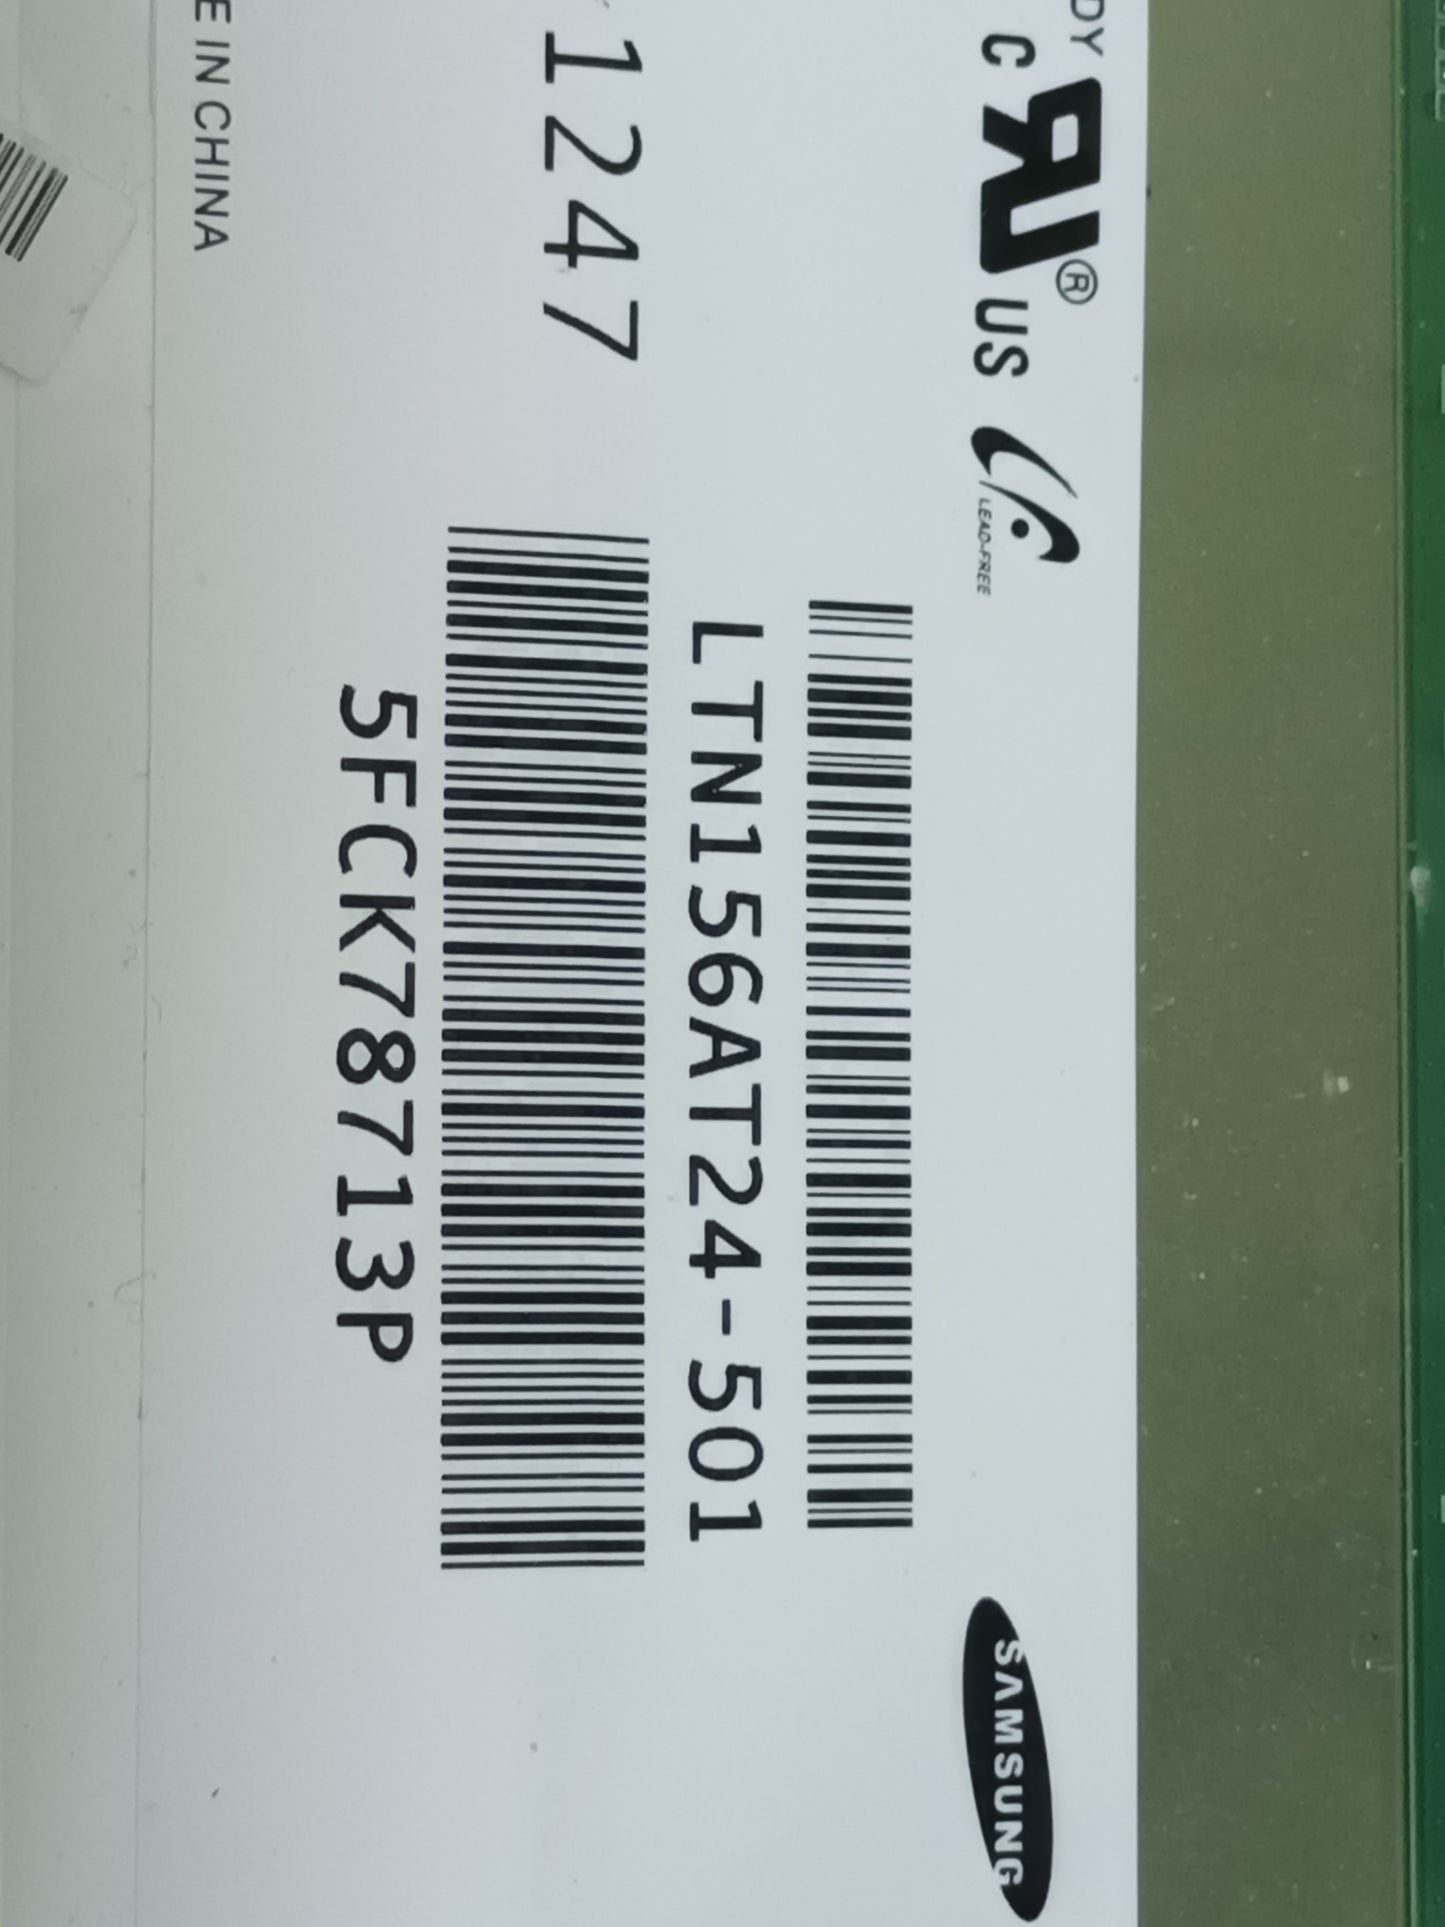 DY
C US
®
LEAD-FREE
SAMSUNG
LTN156AT24-501
1247
5FCK78713P
E IN CHINA